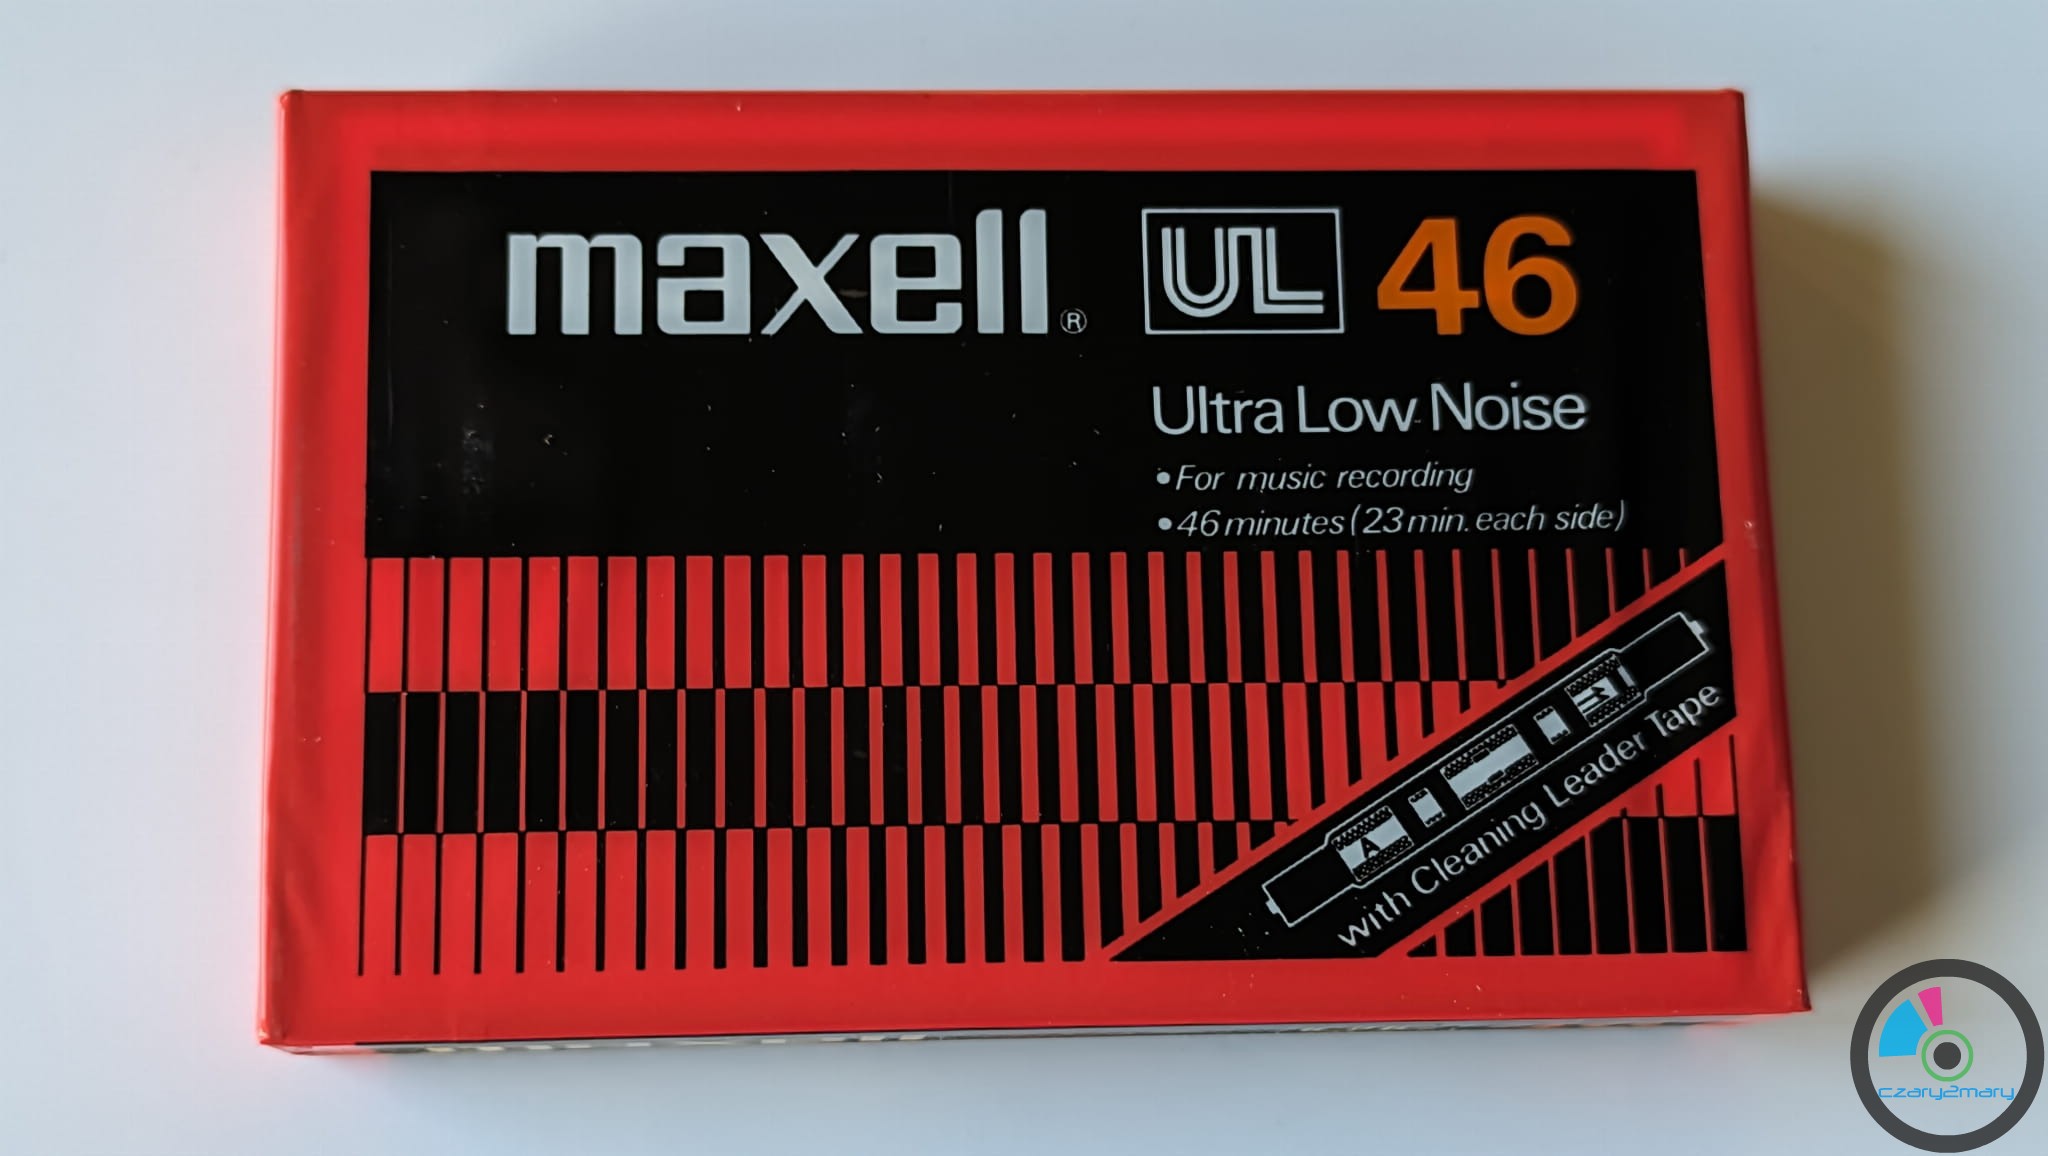 maxell® UL 46
Ultra Low Noise
•For music recording
•46 minutes (23 min. each side)
A
with Cleaning Leader Tape
czary2mary